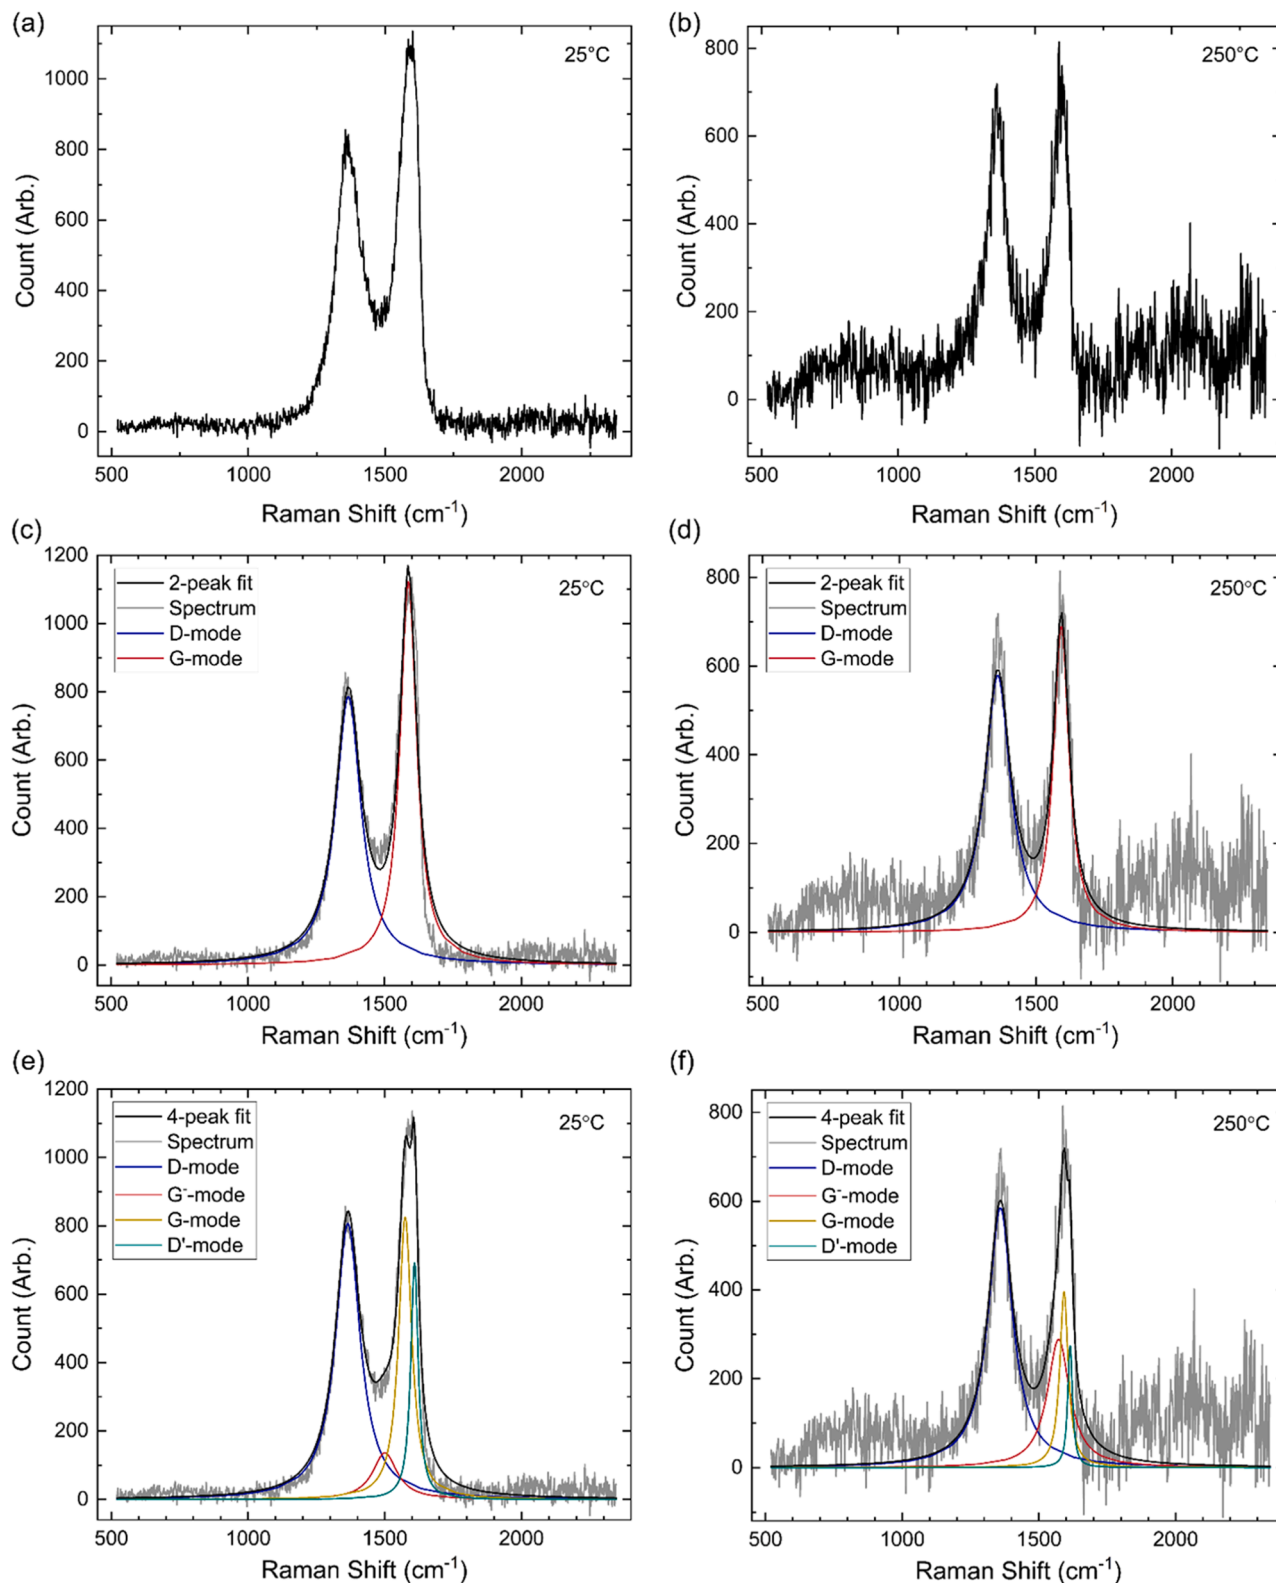 (a)
25°C
1000
800
600
400
200
0
Count (Arb.)
500
1000
1500
2000
Raman Shift (cm⁻¹)
(b)
250°C
800
600
400
200
0
Count (Arb.)
500
1000
1500
2000
Raman Shift (cm⁻¹)
(c)
25°C
2-peak fit
Spectrum
D-mode
G-mode
1200
1000
800
600
400
200
0
Count (Arb.)
500
1000
1500
2000
Raman Shift (cm⁻¹)
(d)
250°C
2-peak fit
Spectrum
D-mode
G-mode
800
600
400
200
0
Count (Arb.)
500
1000
1500
2000
Raman Shift (cm⁻¹)
(e)
25°C
4-peak fit
Spectrum
D-mode
G⁻-mode
G-mode
D'-mode
1200
1000
800
600
400
200
0
Count (Arb.)
500
1000
1500
2000
Raman Shift (cm⁻¹)
(f)
250°C
4-peak fit
Spectrum
D-mode
G⁻-mode
G-mode
D'-mode
800
600
400
200
0
Count (Arb.)
500
1000
1500
2000
Raman Shift (cm⁻¹)